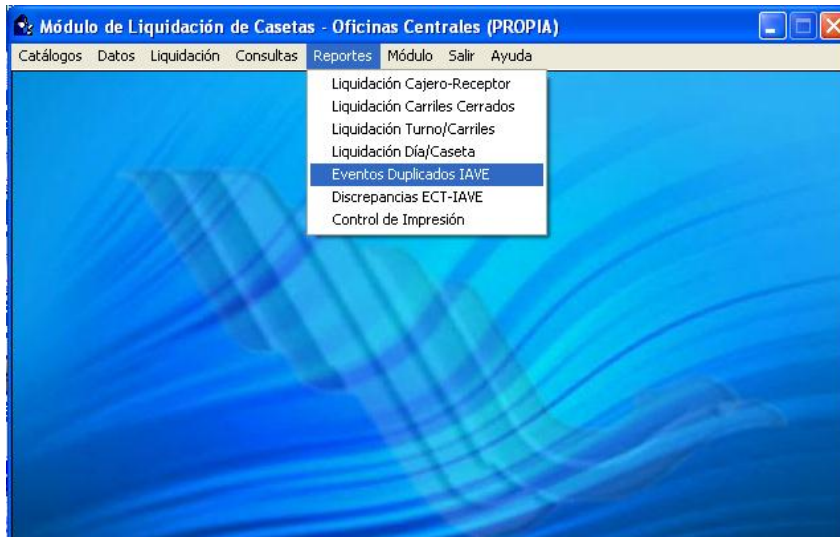 Módulo de Liquidación de Casetas - Oficinas Centrales (PROPIA)
Catálogos Datos Liquidación Consultas Reportes Módulo Salir Ayuda
Liquidación Cajero-Receptor
Liquidación Carriles Cerrados
Liquidación Turno/Carriles
Liquidación Día/Caseta
Eventos Duplicados IAVE
Discrepancias ECT-IAVE
Control de Impresión